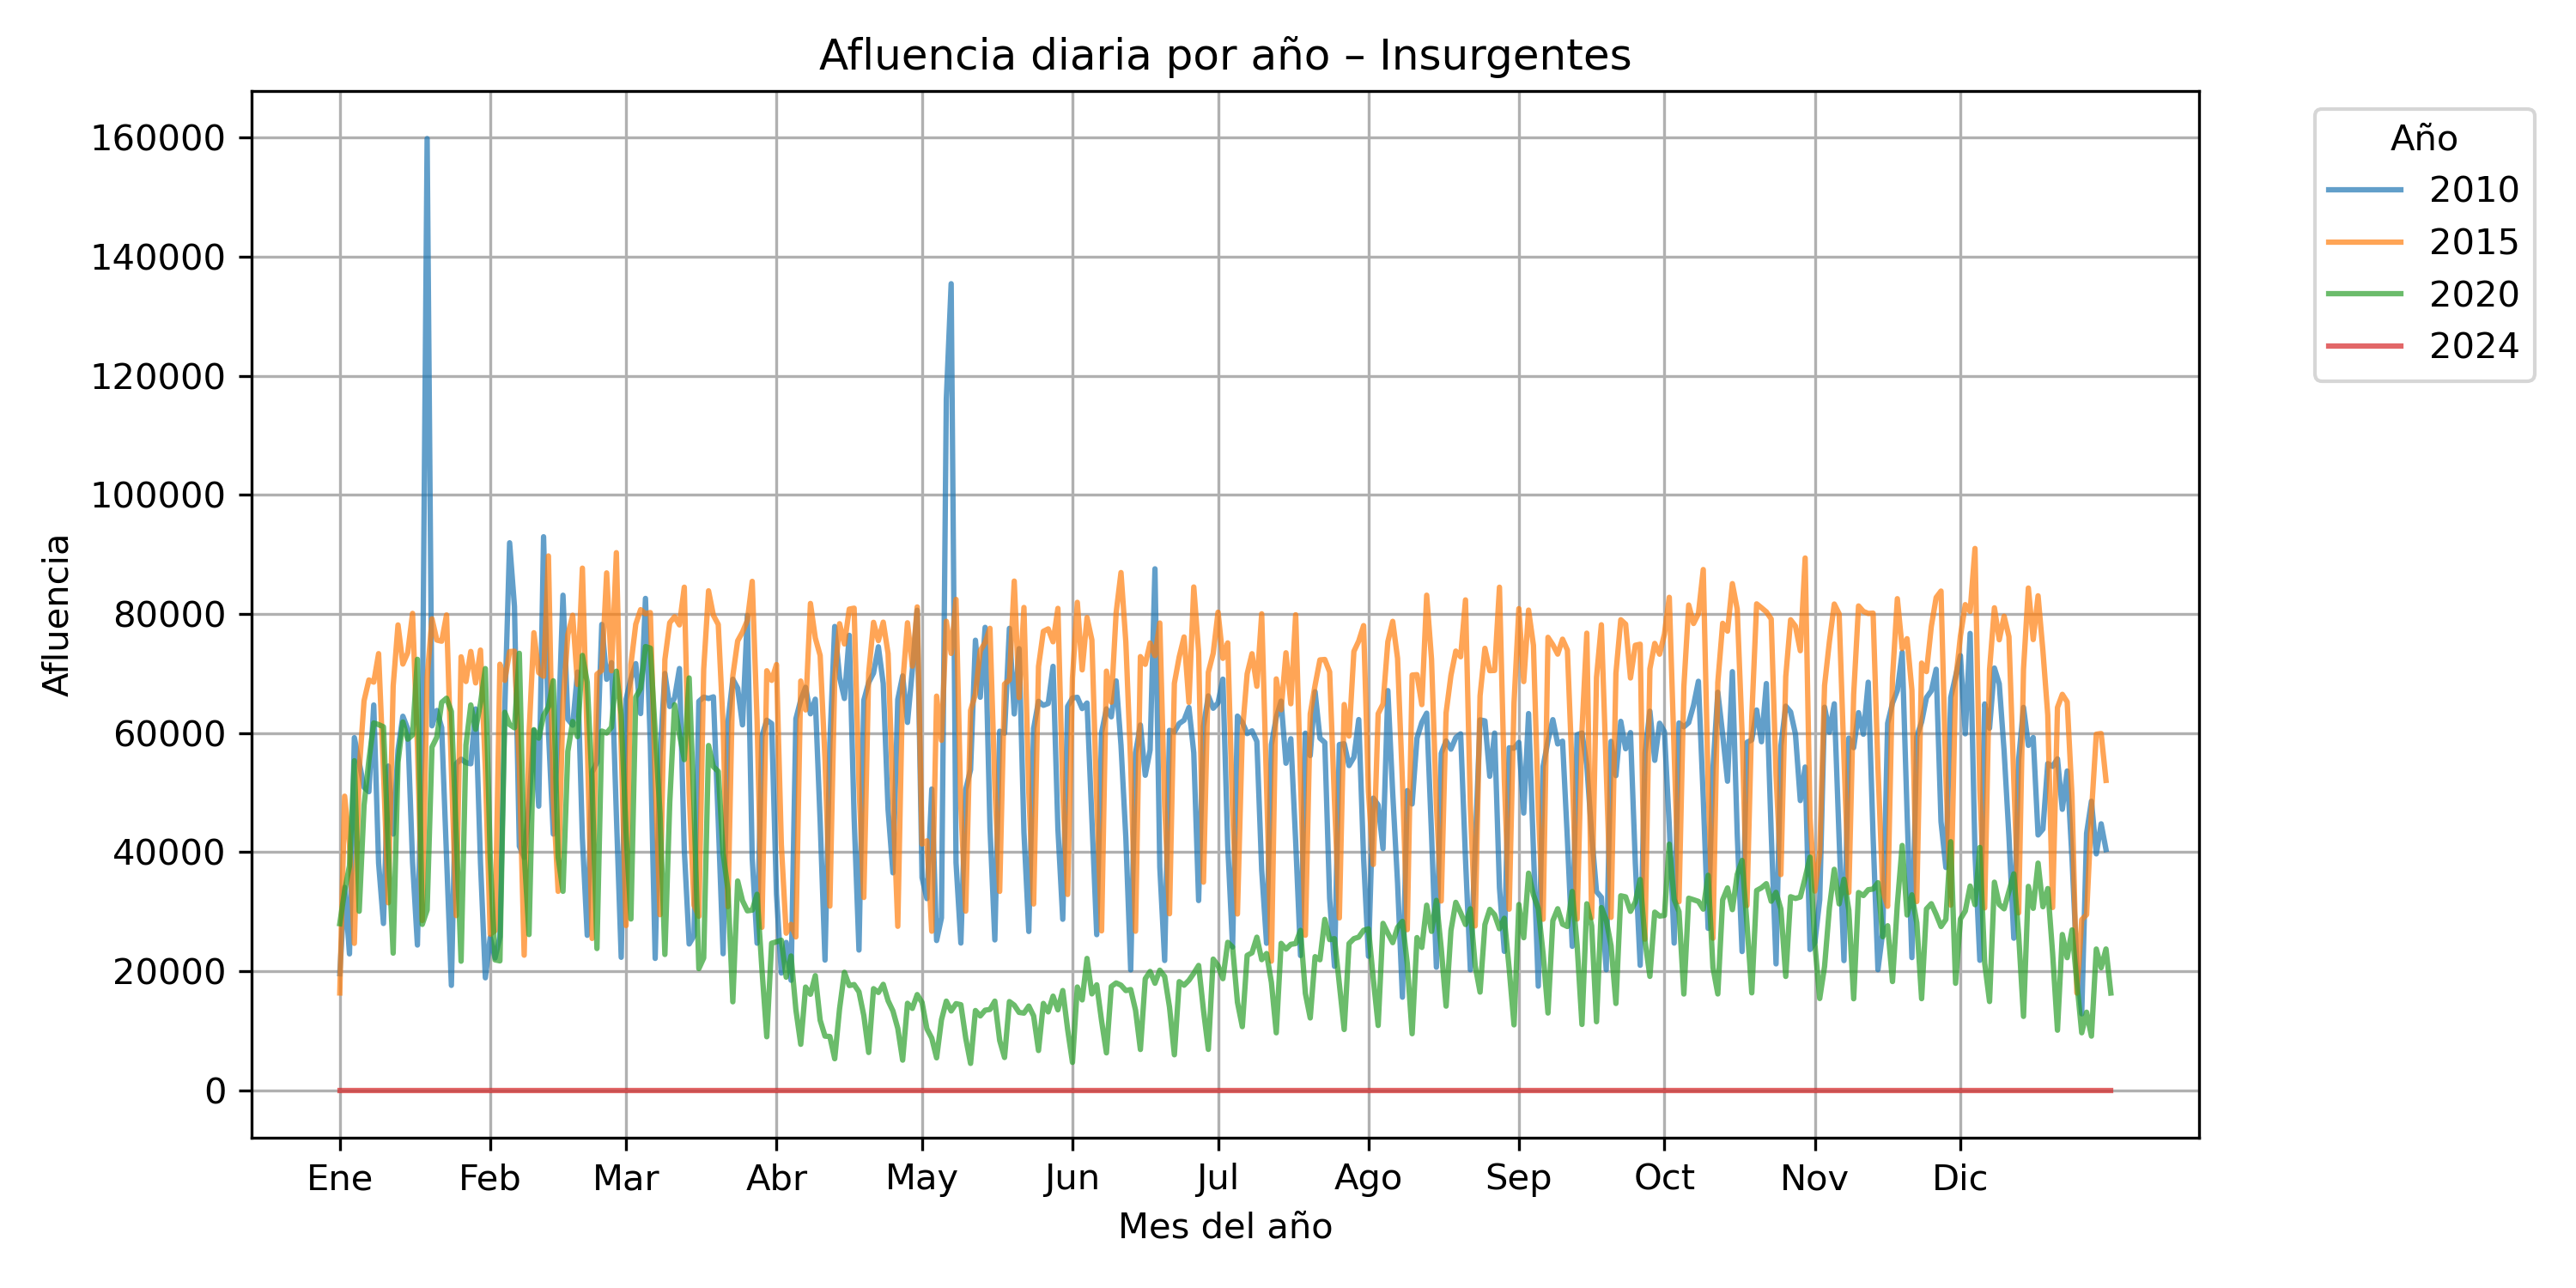 Afluencia diaria por año – Insurgentes
160000
140000
120000
100000
80000
60000
40000
20000
0
Afluencia
Ene Feb Mar Abr May Jun Jul Ago Sep Oct Nov Dic
Mes del año
Año
2010
2015
2020
2024